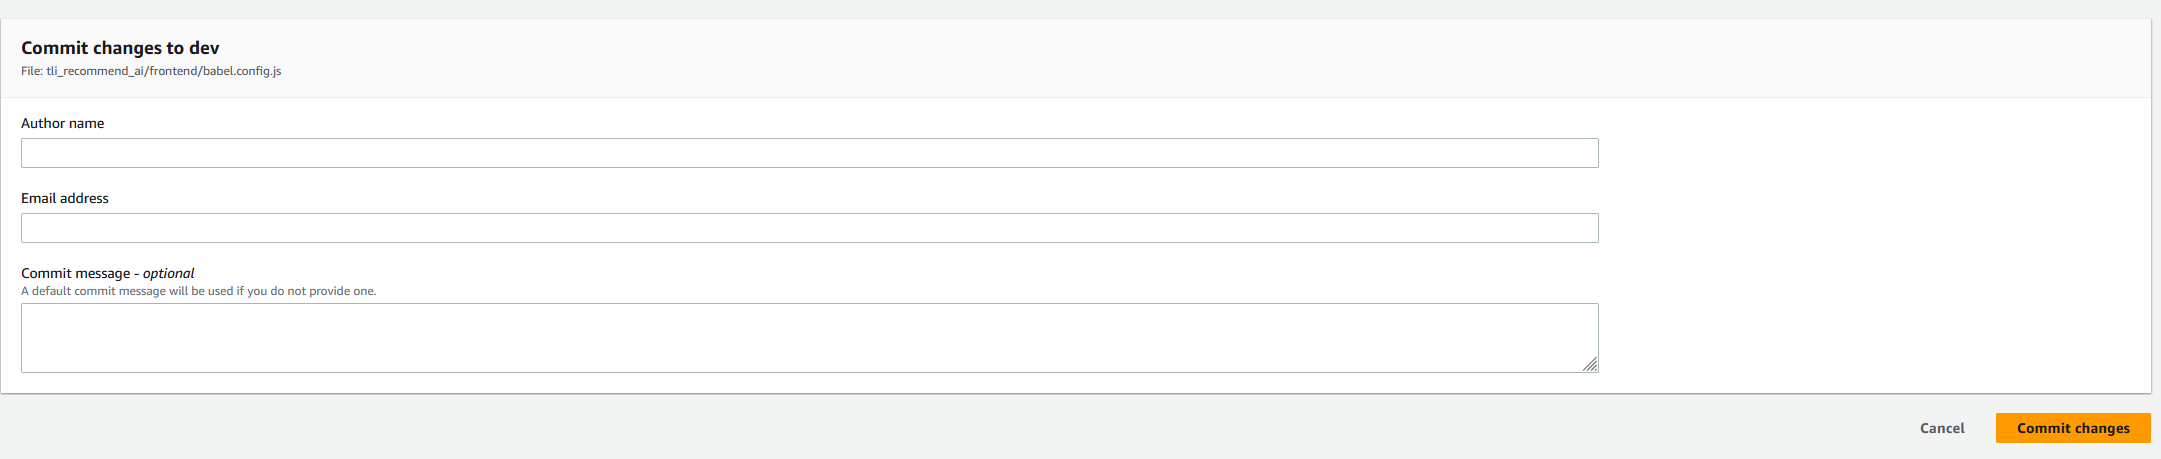 Commit changes to dev
File: tli_recommend_ai/frontend/babel.config.js
Author name
Email address
Commit message - optional
A default commit message will be used if you do not provide one.
Cancel
Commit changes